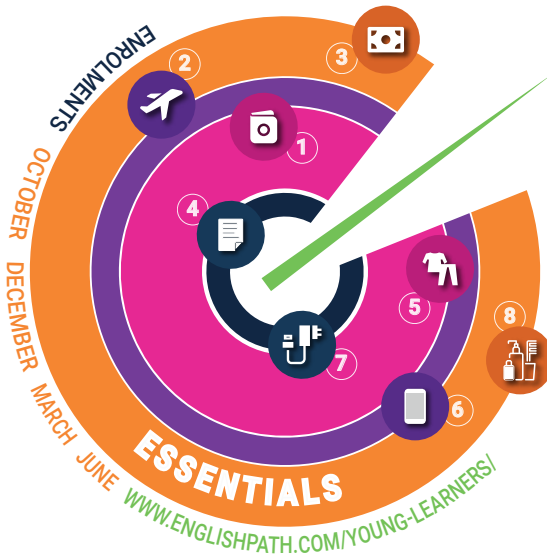 ENROLMENTS
OCTOBER DECEMBER MARCH JUNE
1
2
3
4
5
6
7
8
ESSENTIALS
WWW.ENGLISHPATH.COM/YOUNG-LEARNERS/